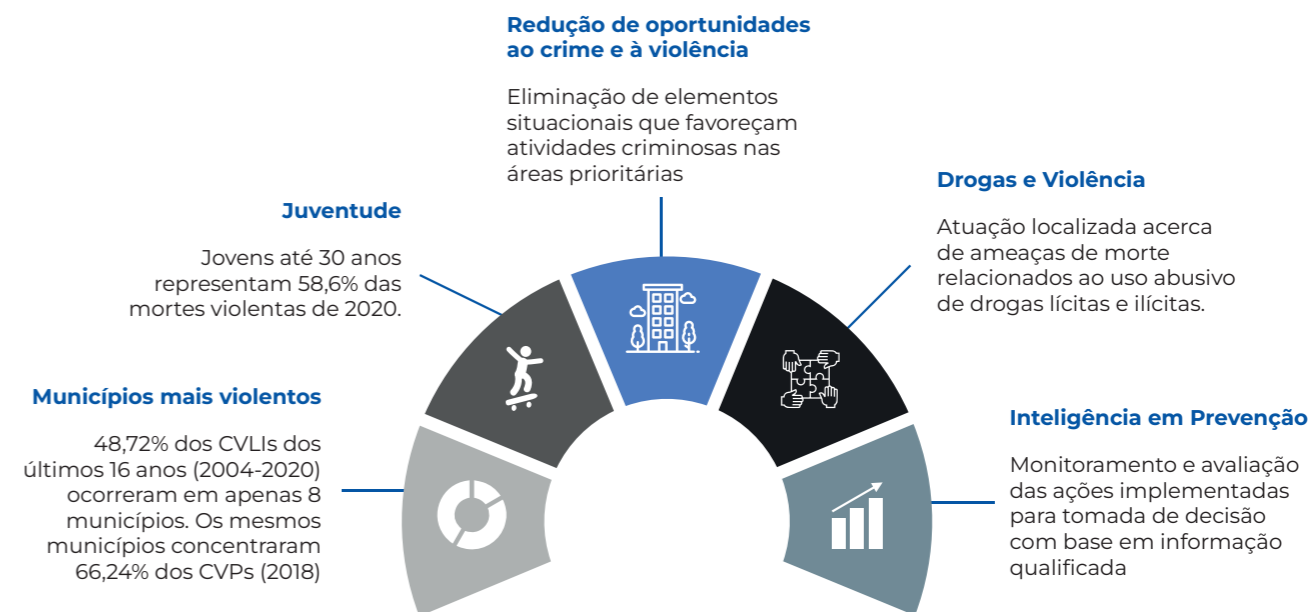 Redução de oportunidades
ao crime e à violência
Eliminação de elementos
situacionais que favoreçam
atividades criminosas nas
áreas prioritárias
Drogas e Violência
Atuação localizada acerca
de ameaças de morte
relacionados ao uso abusivo
de drogas lícitas e ilícitas.
Juventude
Jovens até 30 anos
representam 58,6% das
mortes violentas de 2020.
Municípios mais violentos
48,72% dos CVLIs dos
últimos 16 anos (2004-2020)
ocorreram em apenas 8
municípios. Os mesmos
municípios concentraram
66,24% dos CVPs (2018)
Inteligência em Prevenção
Monitoramento e avaliação
das ações implementadas
para tomada de decisão
com base em informação
qualificada